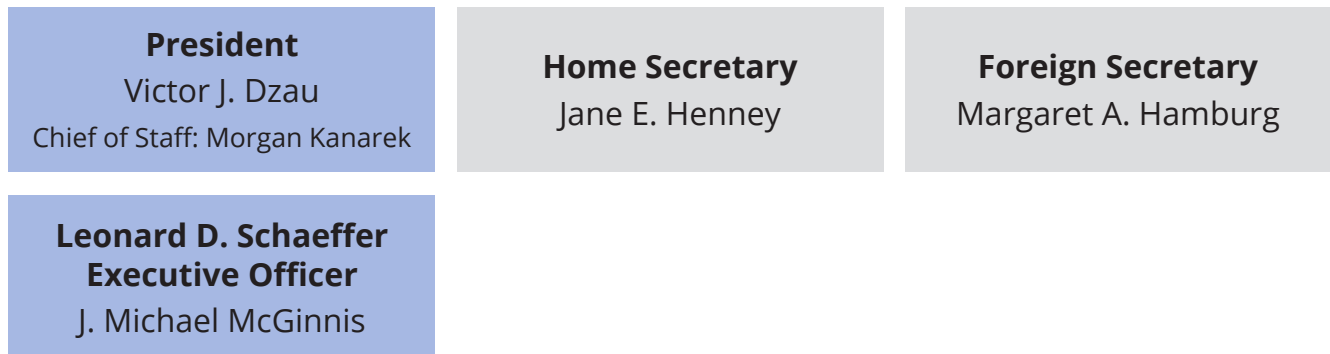 President
Victor J. Dzau
Chief of Staff: Morgan Kanarek
Home Secretary
Jane E. Henney
Foreign Secretary
Margaret A. Hamburg
Leonard D. Schaeffer
Executive Officer
J. Michael McGinnis